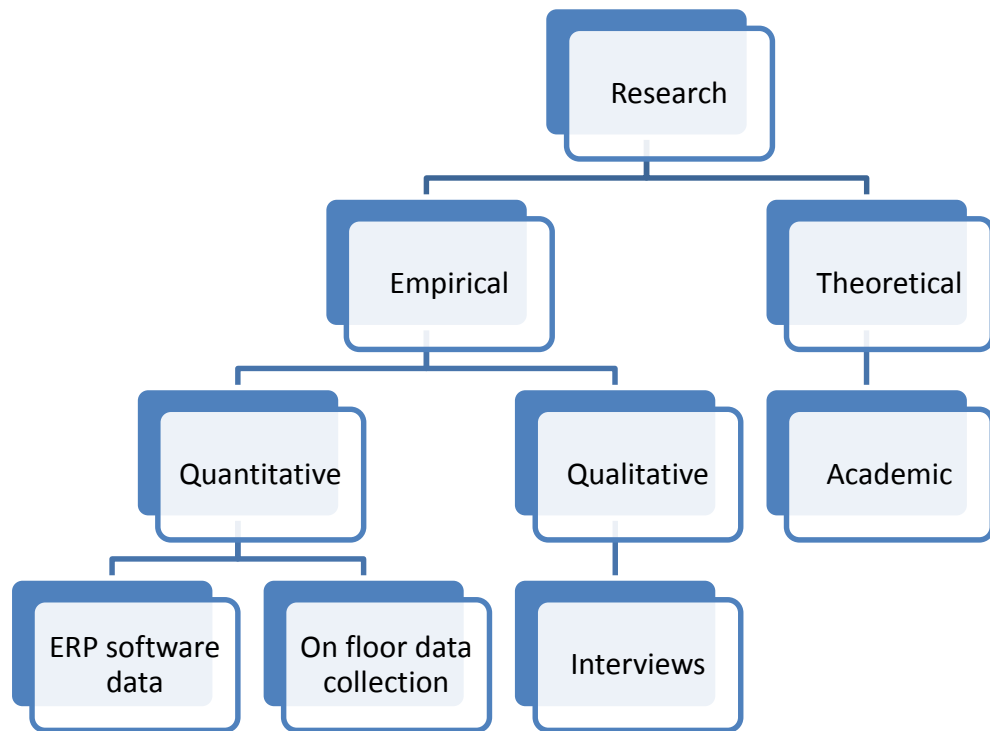 Research
Empirical
Theoretical
Quantitative
Qualitative
Academic
ERP software
data
On floor data
collection
Interviews